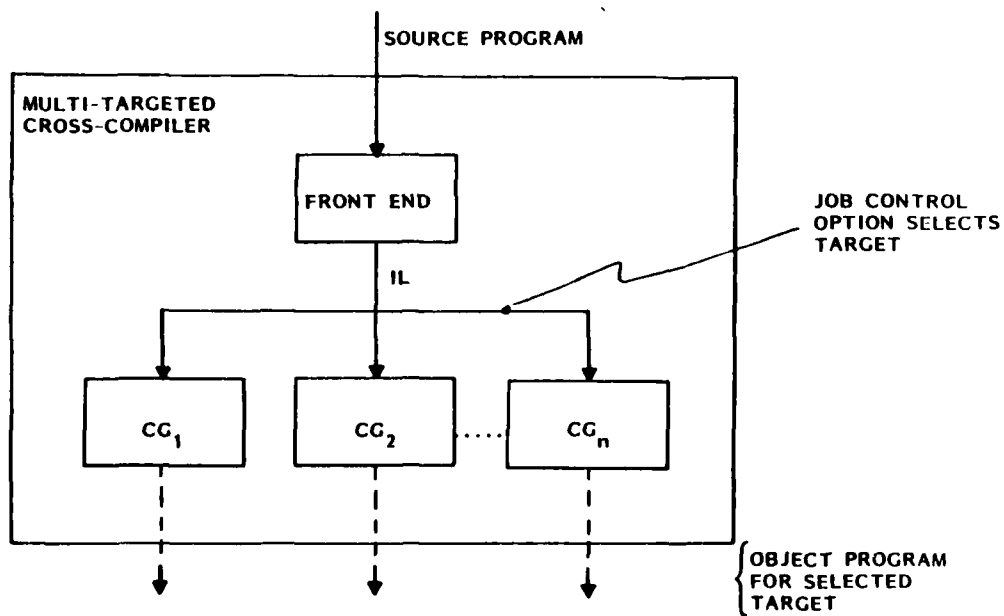 SOURCE PROGRAM
MULTI-TARGETED
CROSS-COMPILER
FRONT END
JOB CONTROL
OPTION SELECTS
TARGET
IL
CG1
CG2
.....
CGn
OBJECT PROGRAM
FOR SELECTED
TARGET